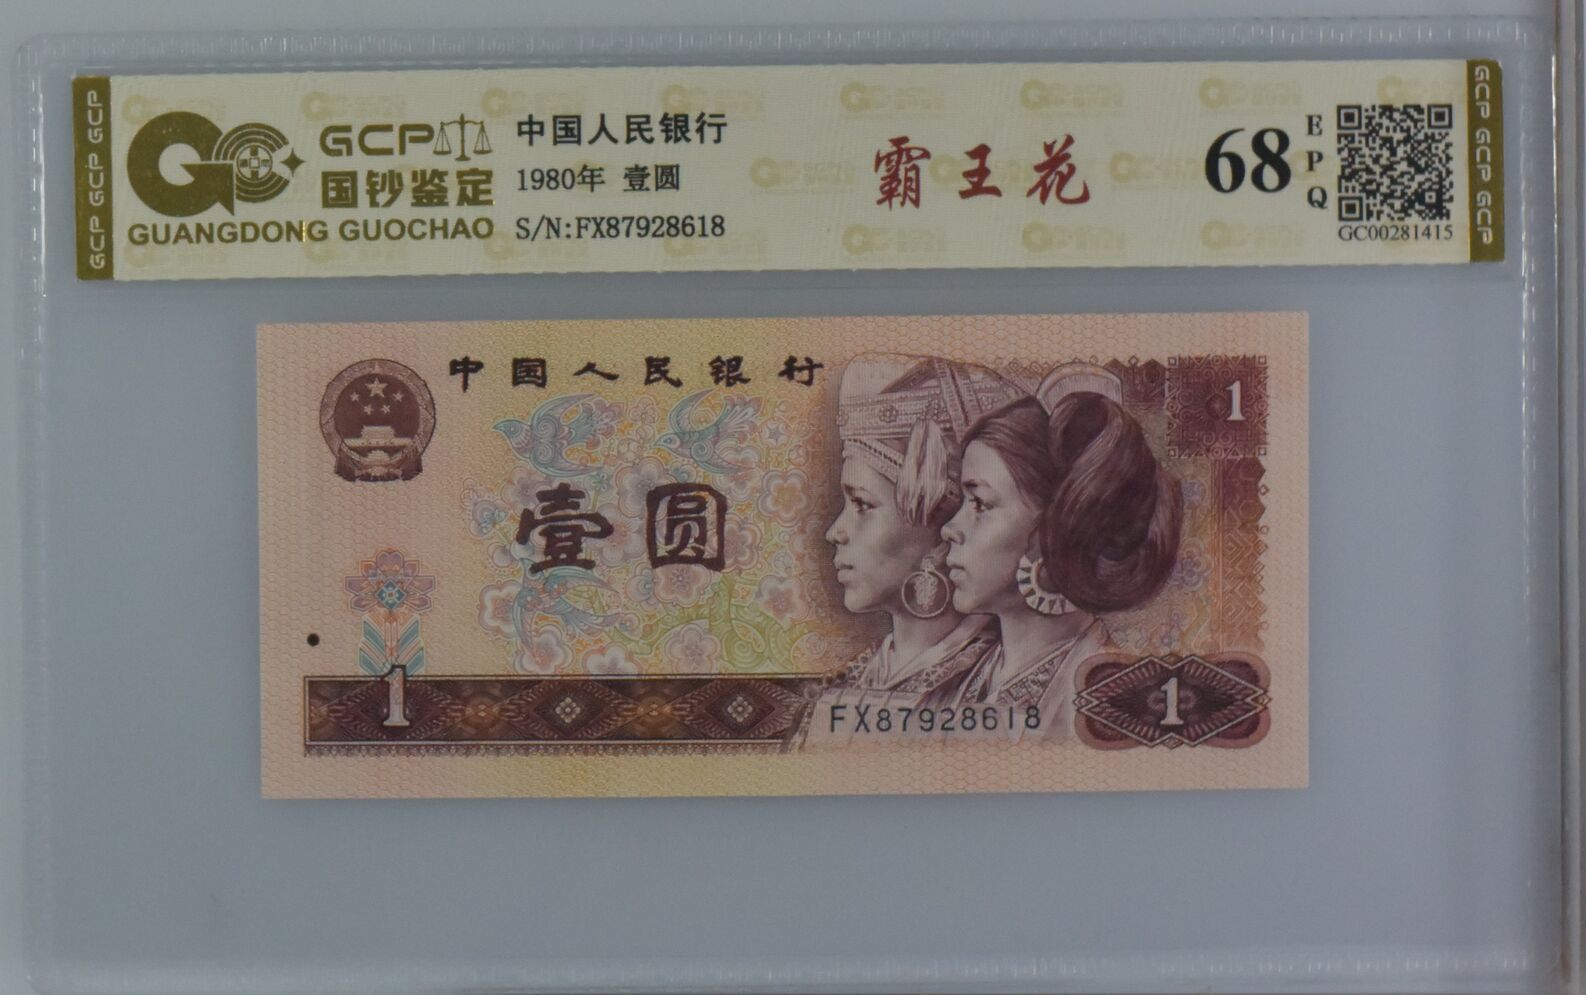 GCP GCP GCP
GCP
国钞鉴定
GUANGDONG GUOCHAO
中国人民银行
1980年 壹圆
S/N:FX87928618
霸王花
68
EPQ
GC00281415
GCP GCP GCP
中国人民银行
1
壹圆
1
FX87928618
1